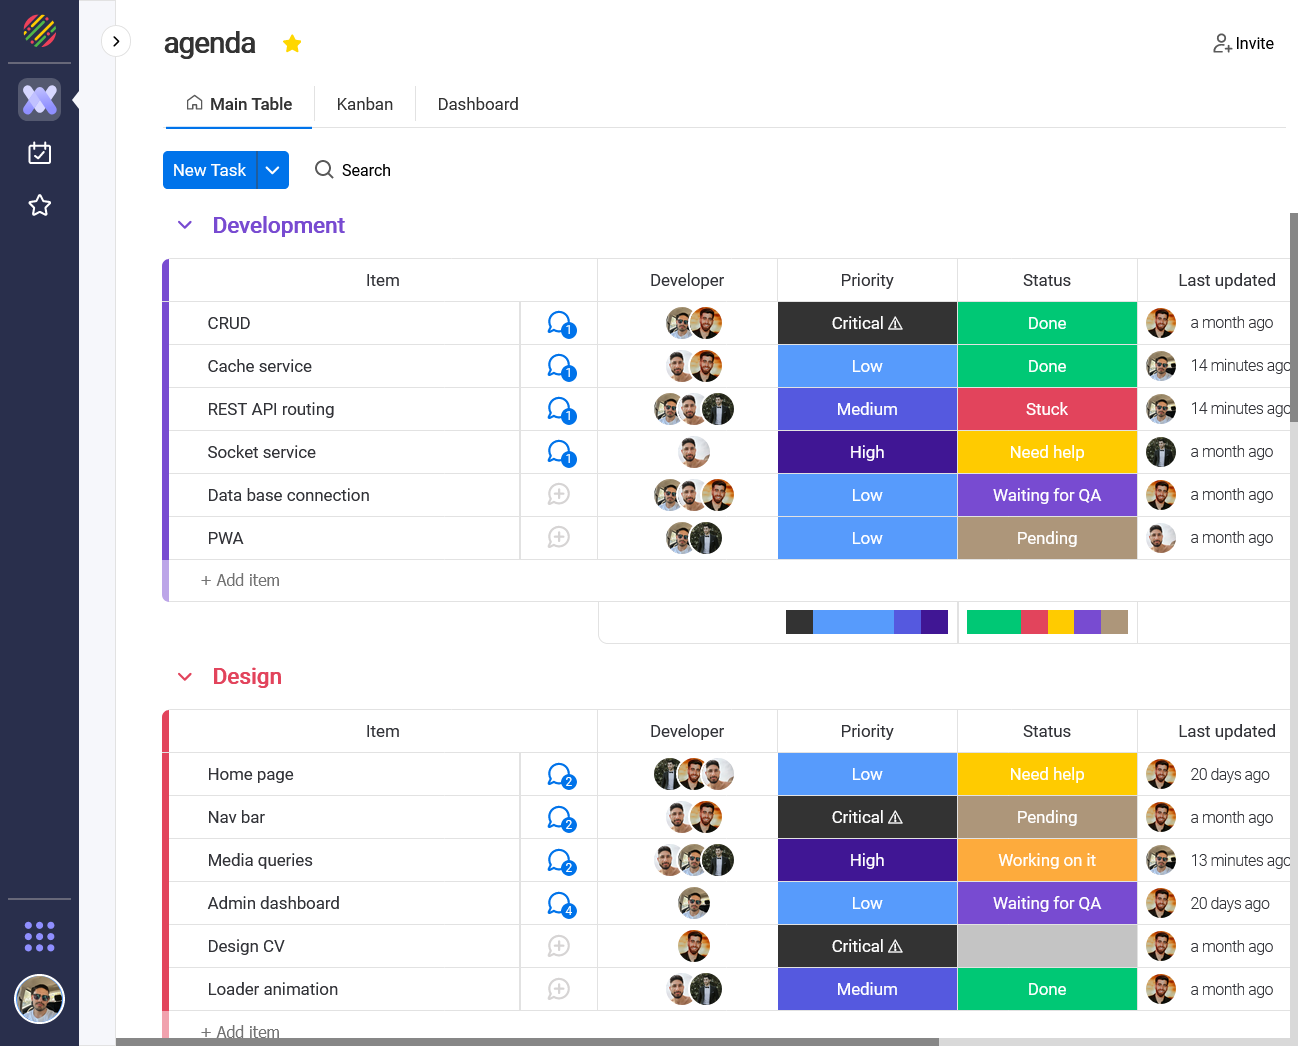 agenda
Invite
Main Table Kanban Dashboard
New Task Search
Development
Item Developer Priority Status Last updated
CRUD 1 Critical Done a month ago
Cache service 1 Low Done 14 minutes ago
REST API routing 1 Medium Stuck 14 minutes ago
Socket service 1 High Need help a month ago
Data base connection Low Waiting for QA a month ago
PWA Low Pending a month ago
+ Add item
Design
Item Developer Priority Status Last updated
Home page 2 Low Need help 20 days ago
Nav bar 2 Critical Pending a month ago
Media queries 2 High Working on it 13 minutes ago
Admin dashboard 4 Low Waiting for QA 20 days ago
Design CV Critical a month ago
Loader animation Medium Done a month ago
+ Add item